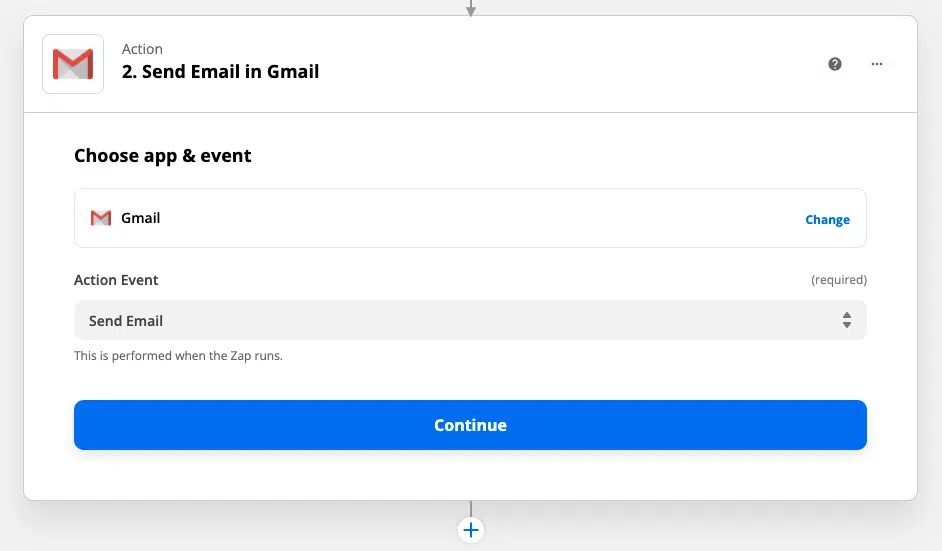 Action
2. Send Email in Gmail
Choose app & event
Gmail
Change
Action Event
(required)
Send Email
This is performed when the Zap runs.
Continue